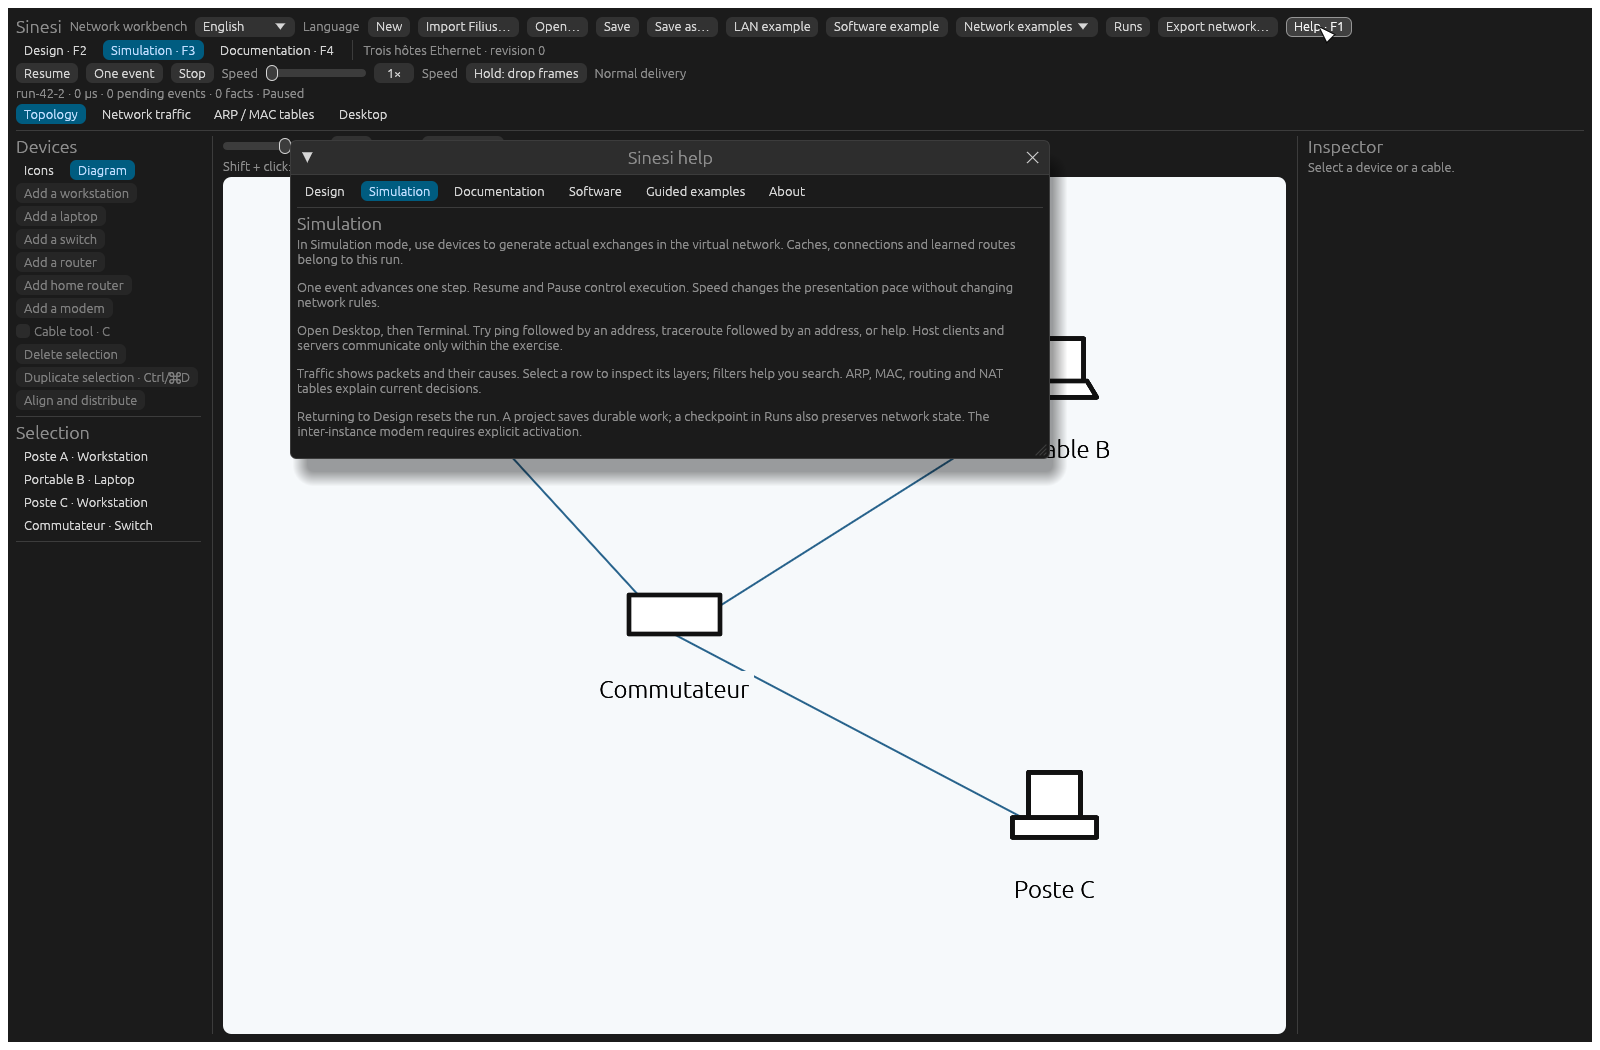 Sinesi Network workbench English Language New Import Filius... Open... Save Save as... LAN example Software example Network examples Runs Export network... Help · F1
Design · F2 Simulation · F3 Documentation · F4 Trois hôtes Ethernet · revision 0
Resume One event Stop Speed 1× Speed Hold: drop frames Normal delivery
run-42-2 · 0 µs · 0 pending events · 0 facts · Paused
Topology Network traffic ARP / MAC tables Desktop
Devices
Icons Diagram
Add a workstation
Add a laptop
Add a switch
Add a router
Add home router
Add a modem
Cable tool · C
Delete selection
Duplicate selection · Ctrl/⌘D
Align and distribute
Selection
Poste A · Workstation
Portable B · Laptop
Poste C · Workstation
Commutateur · Switch
Shift + click:
Sinesi help
Design Simulation Documentation Software Guided examples About
Simulation
In Simulation mode, use devices to generate actual exchanges in the virtual network. Caches, connections and learned routes
belong to this run.
One event advances one step. Resume and Pause control execution. Speed changes the presentation pace without changing
network rules.
Open Desktop, then Terminal. Try ping followed by an address, traceroute followed by an address, or help. Host clients and
servers communicate only within the exercise.
Traffic shows packets and their causes. Select a row to inspect its layers; filters help you search. ARP, MAC, routing and NAT
tables explain current decisions.
Returning to Design resets the run. A project saves durable work; a checkpoint in Runs also preserves network state. The
inter-instance modem requires explicit activation.
able B
Commutateur
Poste C
Inspector
Select a device or a cable.